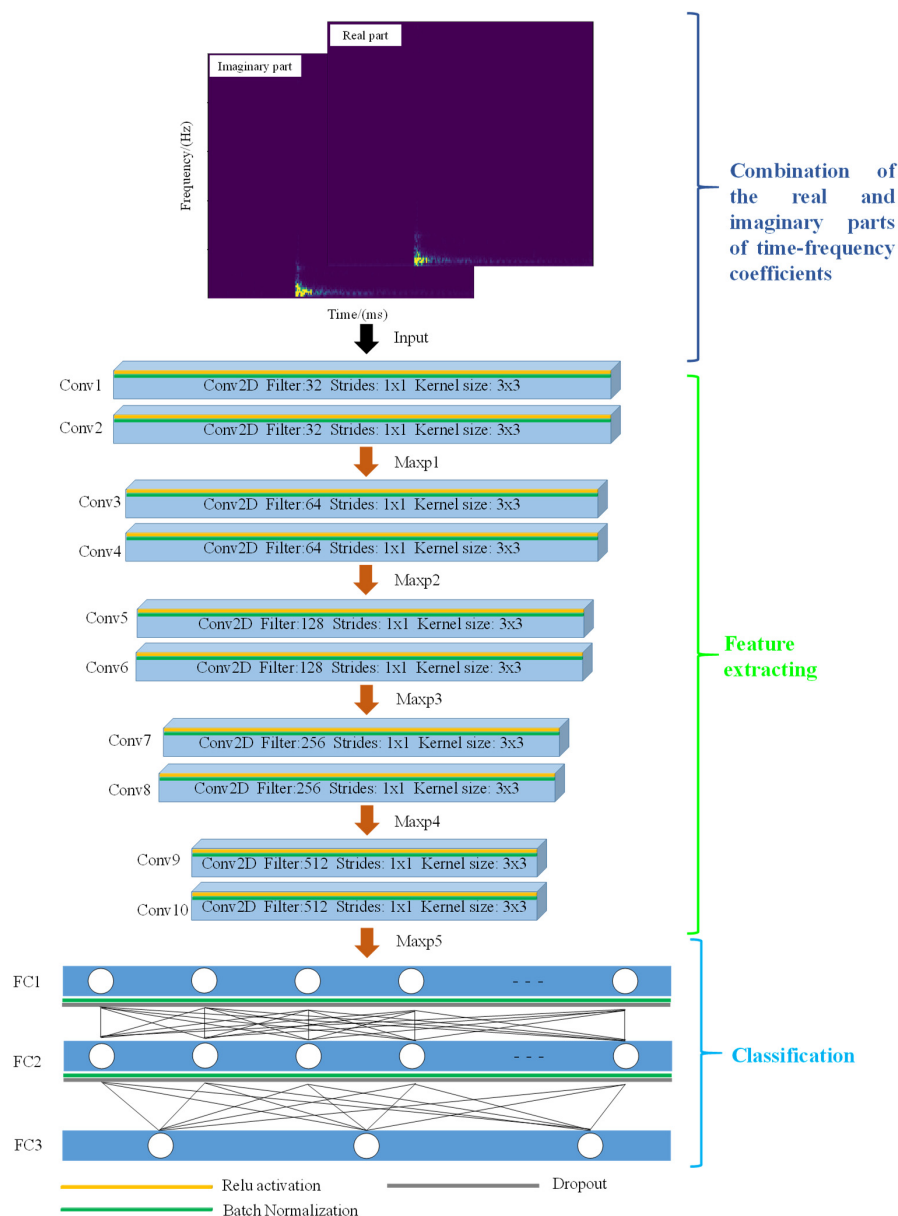 Real part
Imaginary part
Frequency/(Hz)
Time/(ms)
Input
Combination of
the real and
imaginary parts
of time-frequency
coefficients
Conv1
Conv2D Filter:32 Strides: 1x1 Kernel size: 3x3
Conv2
Conv2D Filter:32 Strides: 1x1 Kernel size: 3x3
Maxp1
Conv3
Conv2D Filter:64 Strides: 1x1 Kernel size: 3x3
Conv4
Conv2D Filter:64 Strides: 1x1 Kernel size: 3x3
Maxp2
Conv5
Conv2D Filter:128 Strides: 1x1 Kernel size: 3x3
Conv6
Conv2D Filter:128 Strides: 1x1 Kernel size: 3x3
Maxp3
Conv7
Conv2D Filter:256 Strides: 1x1 Kernel size: 3x3
Conv8
Conv2D Filter:256 Strides: 1x1 Kernel size: 3x3
Maxp4
Conv9
Conv2D Filter:512 Strides: 1x1 Kernel size: 3x3
Conv10
Conv2D Filter:512 Strides: 1x1 Kernel size: 3x3
Maxp5
Feature
extracting
FC1
- - -
FC2
- - -
FC3
Classification
Relu activation
Dropout
Batch Normalization